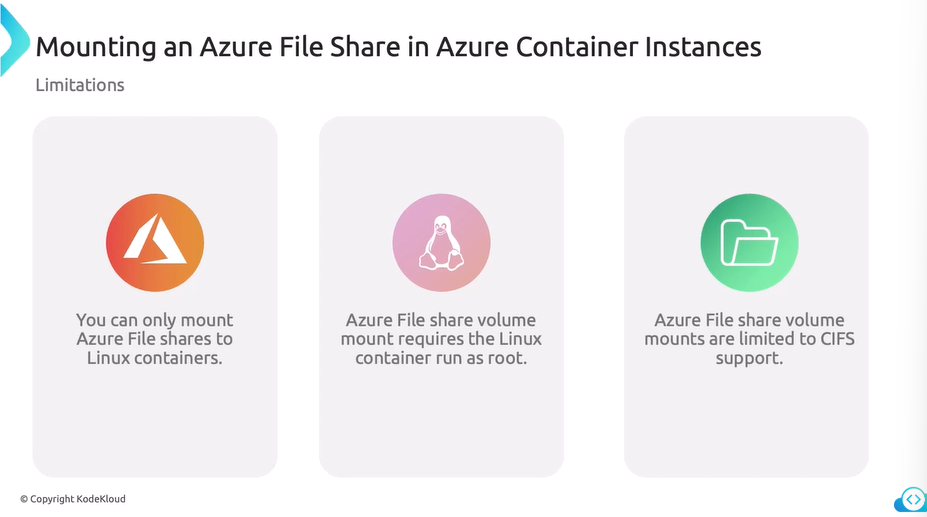 Mounting an Azure File Share in Azure Container Instances
Limitations
You can only mount
Azure File shares to
Linux containers.
Azure File share volume
mount requires the Linux
container run as root.
Azure File share volume
mounts are limited to CIFS
support.
© Copyright KodeKloud